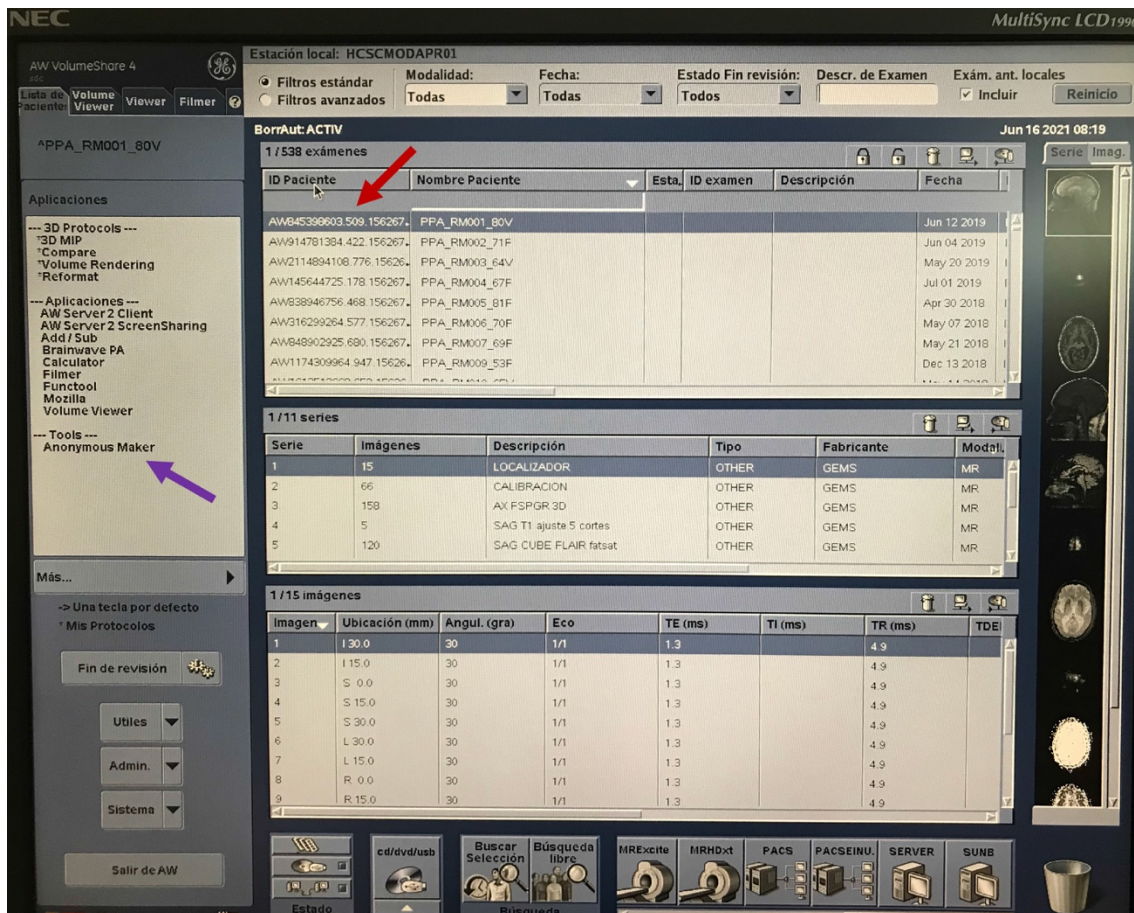 NEC
MultiSync LCD1990
AW VolumeShare 4
Lista de Pacientes
Volume Viewer
Viewer
Filmer
?
^PPA_RM001_80V
Aplicaciones
--- 3D Protocols ---
*3D MIP
*Compare
*Volume Rendering
*Reformat
--- Aplicaciones ---
AW Server 2 Client
AW Server 2 ScreenSharing
Add / Sub
Brainwave PA
Calculator
Filmer
Functool
Mozilla
Volume Viewer
--- Tools ---
Anonymous Maker
Más...
-> Una tecla por defecto
* Mis Protocolos
Fin de revisión
Utiles
Admin.
Sistema
Salir de AW
Estación local: HCSCMODAPR01
Filtros estándar
Filtros avanzados
Modalidad:
Todas
Fecha:
Todas
Estado Fin revisión:
Todos
Descr. de Examen
Exám. ant. locales
Incluir
Reinicio
BorrAut: ACTIV
Jun 16 2021 08:19
1 / 538 exámenes
ID Paciente Nombre Paciente Esta. ID examen Descripción Fecha
AW845398603.509.156267. PPA_RM001_80V Jun 12 2019
AW914781384.422.156267. PPA_RM002_71F Jun 04 2019
AW2114894108.776.15626. PPA_RM003_64V May 20 2019
AW145644725.178.156267. PPA_RM004_67F Jul 01 2019
AW838946756.468.156267. PPA_RM005_81F Apr 30 2018
AW316299264.577.156267. PPA_RM006_70F May 07 2018
AW848902925.680.156267. PPA_RM007_69F May 21 2018
AW1174309964.947.15626. PPA_RM009_53F Dec 13 2018
1 / 11 series
Serie Imágenes Descripción Tipo Fabricante Modali.
1 15 LOCALIZADOR OTHER GEMS MR
2 66 CALIBRACION OTHER GEMS MR
3 158 AX FSPGR 3D OTHER GEMS MR
4 5 SAG T1 ajuste 5 cortes OTHER GEMS MR
5 120 SAG CUBE FLAIR fatsat OTHER GEMS MR
1 / 15 imágenes
Imagen Ubicación (mm) Angul. (gra) Eco TE (ms) TI (ms) TR (ms) TDEl
1 I 30.0 30 1/1 1.3 4.9
2 I 15.0 30 1/1 1.3 4.9
3 S 0.0 30 1/1 1.3 4.9
4 S 15.0 30 1/1 1.3 4.9
5 S 30.0 30 1/1 1.3 4.9
6 L 30.0 30 1/1 1.3 4.9
7 L 15.0 30 1/1 1.3 4.9
8 R 0.0 30 1/1 1.3 4.9
9 R 15.0 30 1/1 1.3 4.9
Serie Imag.
Estado
cd/dvd/usb
Buscar Selección
Búsqueda libre
Búsqueda
MRExcite
MRHDxt
PACS
PACSEINU.
SERVER
SUNB